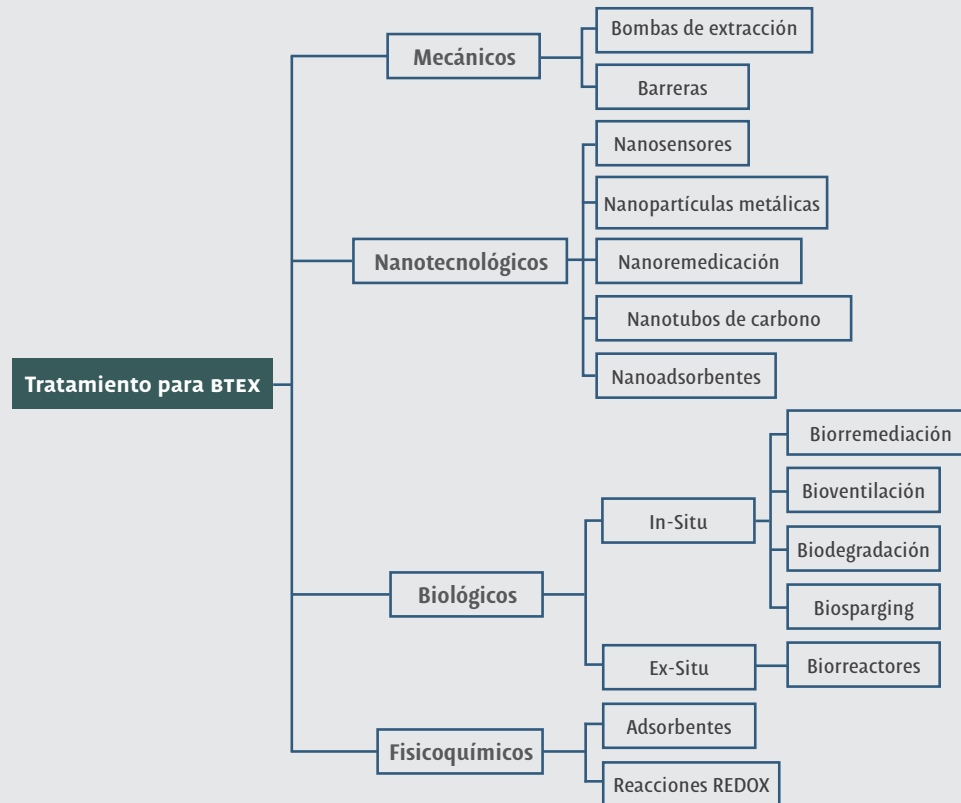 Tratamiento para BTEX
Mecánicos
Bombas de extracción
Barreras
Nanotecnológicos
Nanosensores
Nanopartículas metálicas
Nanoremedicación
Nanotubos de carbono
Nanoadsorbentes
Biológicos
In-Situ
Biorremediación
Bioventilación
Biodegradación
Biosparging
Ex-Situ
Biorreactores
Fisicoquímicos
Adsorbentes
Reacciones REDOX